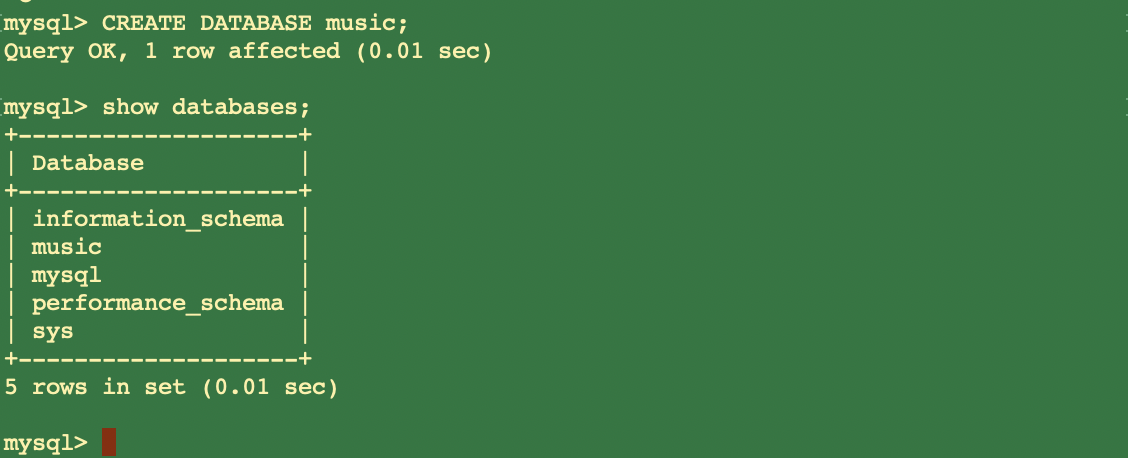 mysql> CREATE DATABASE music;
Query OK, 1 row affected (0.01 sec)
mysql> show databases;
+--------------------+
| Database           |
+--------------------+
| information_schema |
| music              |
| mysql              |
| performance_schema |
| sys                |
+--------------------+
5 rows in set (0.01 sec)
mysql>